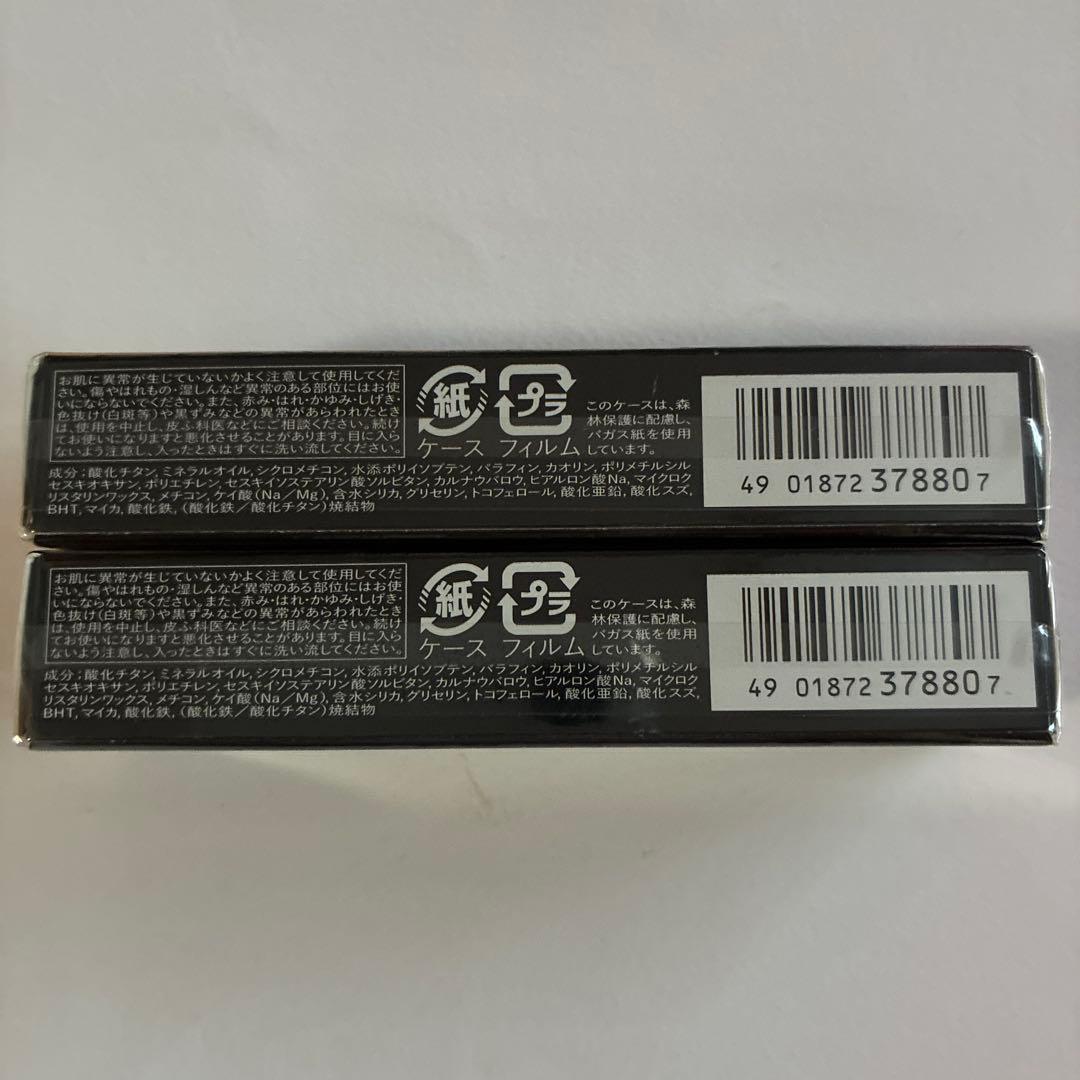 お肌に異常が生じていないかよく注意して使用してくだ
さい。傷やはれもの・湿しんなど異常のある部位にはお使
いにならないでください。また、赤み・はれ・かゆみ・しげき・
色抜け(白斑等)や黒ずみなどの異常があらわれたとき
は、使用を中止し、皮ふ科医などにご相談ください。続け
てお使いになりますと悪化させることがあります。目に入ら
ないよう注意し、入ったときはすぐに洗い流してください。
紙
ケース
プラ
フィルム
このケースは、森
林保護に配慮し、
バガス紙を使用
しています。
成分;酸化チタン, ミネラルオイル, シクロメチコン, 水添ポリイソブテン, パラフィン, カオリン, ポリメチルシル
セスキオキサン, ポリエチレン, セスキイソステアリン酸ソルビタン, カルナウバロウ, ヒアルロン酸Na, マイクロク
リスタリンワックス, メチコン, ケイ酸(Na/Mg), 含水シリカ, グリセリン, トコフェロール, 酸化亜鉛, 酸化スズ,
BHT, マイカ, 酸化鉄, (酸化鉄/酸化チタン)焼結物
49 01872 37880 7
お肌に異常が生じていないかよく注意して使用してくだ
さい。傷やはれもの・湿しんなど異常のある部位にはお使
いにならないでください。また、赤み・はれ・かゆみ・しげき・
色抜け(白斑等)や黒ずみなどの異常があらわれたとき
は、使用を中止し、皮ふ科医などにご相談ください。続け
てお使いになりますと悪化させることがあります。目に入ら
ないよう注意し、入ったときはすぐに洗い流してください。
紙
ケース
プラ
フィルム
このケースは、森
林保護に配慮し、
バガス紙を使用
しています。
成分;酸化チタン, ミネラルオイル, シクロメチコン, 水添ポリイソブテン, パラフィン, カオリン, ポリメチルシル
セスキオキサン, ポリエチレン, セスキイソステアリン酸ソルビタン, カルナウバロウ, ヒアルロン酸Na, マイクロク
リスタリンワックス, メチコン, ケイ酸(Na/Mg), 含水シリカ, グリセリン, トコフェロール, 酸化亜鉛, 酸化スズ,
BHT, マイカ, 酸化鉄, (酸化鉄/酸化チタン)焼結物
49 01872 37880 7